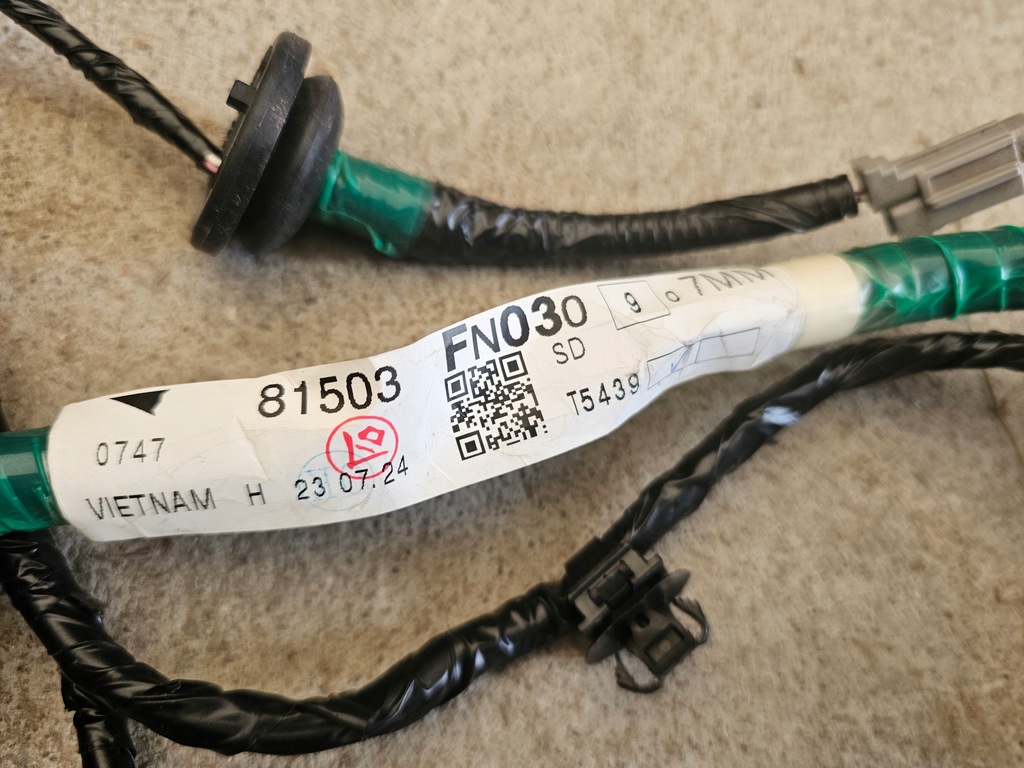 81503 FN030 9 o 7MM
SD
0747
T5439
VIETNAM H 23 07.24